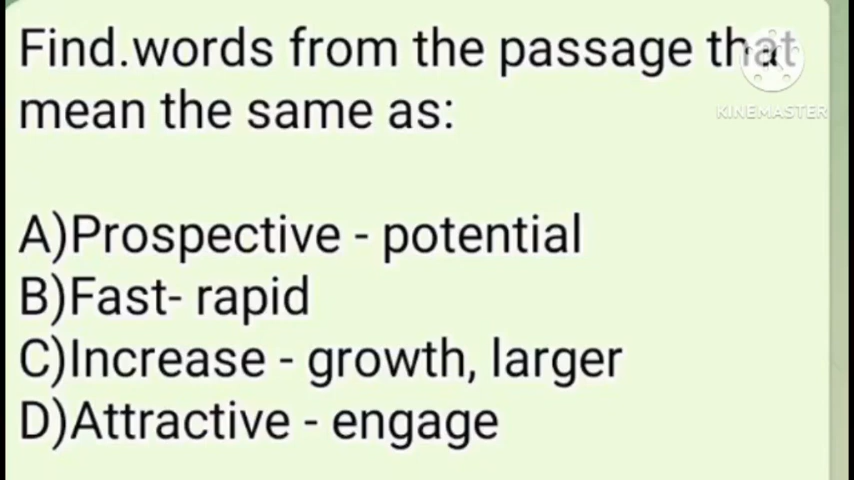 Find.words from the passage that
mean the same as:
KINEMASTER
A)Prospective - potential
B)Fast- rapid
C)Increase - growth, larger
D)Attractive - engage